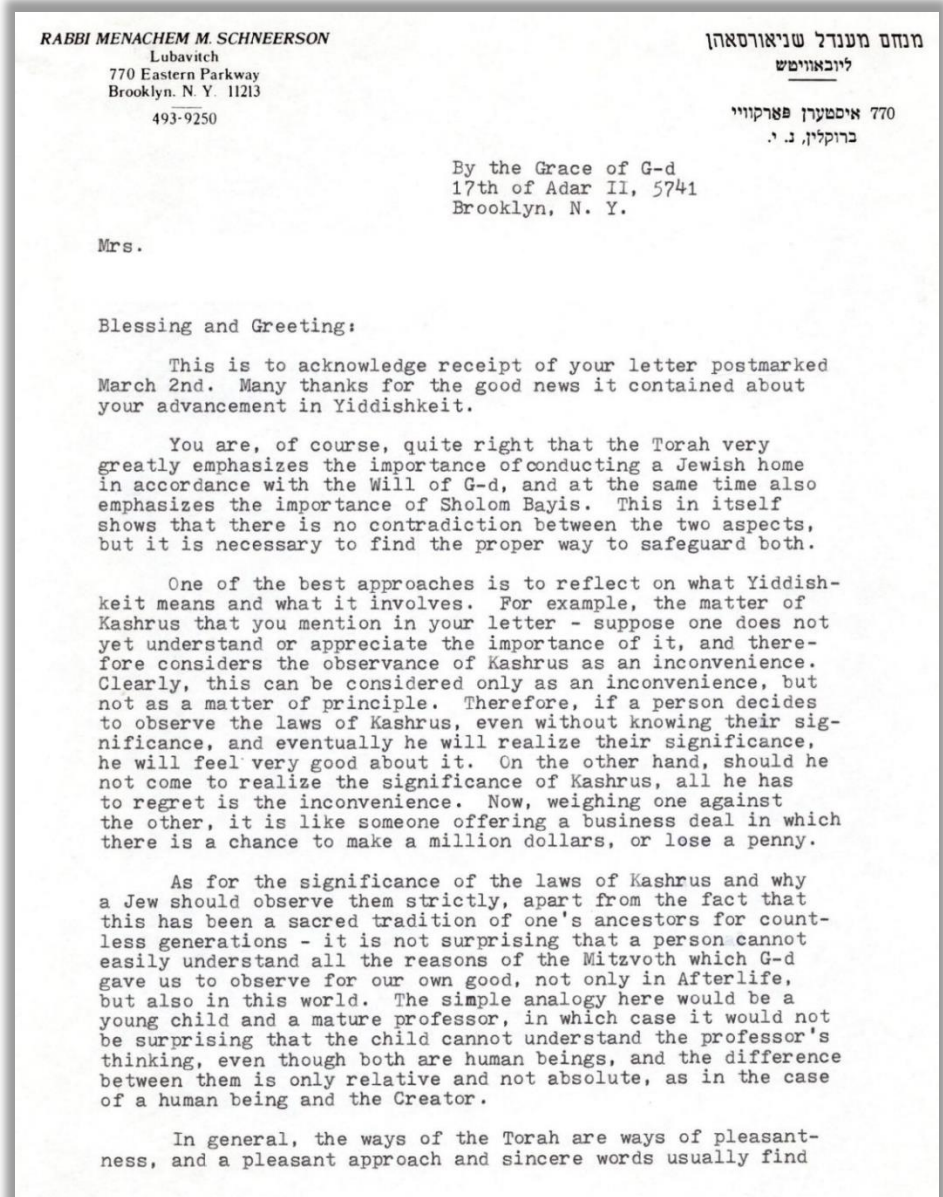 RABBI MENACHEM M. SCHNEERSON
Lubavitch
770 Eastern Parkway
Brooklyn. N. Y. 11213
493-9250
מנחם מענדל שניאורסאהן
ליובאוויטש
770 איסטערן פארקוויי
ברוקלין, נ. י.
By the Grace of G-d
17th of Adar II, 5741
Brooklyn, N. Y.
Mrs.
Blessing and Greeting:
This is to acknowledge receipt of your letter postmarked
March 2nd. Many thanks for the good news it contained about
your advancement in Yiddishkeit.
You are, of course, quite right that the Torah very
greatly emphasizes the importance of conducting a Jewish home
in accordance with the Will of G-d, and at the same time also
emphasizes the importance of Sholom Bayis. This in itself
shows that there is no contradiction between the two aspects,
but it is necessary to find the proper way to safeguard both.
One of the best approaches is to reflect on what Yiddish-
keit means and what it involves. For example, the matter of
Kashrus that you mention in your letter - suppose one does not
yet understand or appreciate the importance of it, and there-
fore considers the observance of Kashrus as an inconvenience.
Clearly, this can be considered only as an inconvenience, but
not as a matter of principle. Therefore, if a person decides
to observe the laws of Kashrus, even without knowing their sig-
nificance, and eventually he will realize their significance,
he will feel very good about it. On the other hand, should he
not come to realize the significance of Kashrus, all he has
to regret is the inconvenience. Now, weighing one against
the other, it is like someone offering a business deal in which
there is a chance to make a million dollars, or lose a penny.
As for the significance of the laws of Kashrus and why
a Jew should observe them strictly, apart from the fact that
this has been a sacred tradition of one's ancestors for count-
less generations - it is not surprising that a person cannot
easily understand all the reasons of the Mitzvoth which G-d
gave us to observe for our own good, not only in Afterlife,
but also in this world. The simple analogy here would be a
young child and a mature professor, in which case it would not
be surprising that the child cannot understand the professor's
thinking, even though both are human beings, and the difference
between them is only relative and not absolute, as in the case
of a human being and the Creator.
In general, the ways of the Torah are ways of pleasant-
ness, and a pleasant approach and sincere words usually find